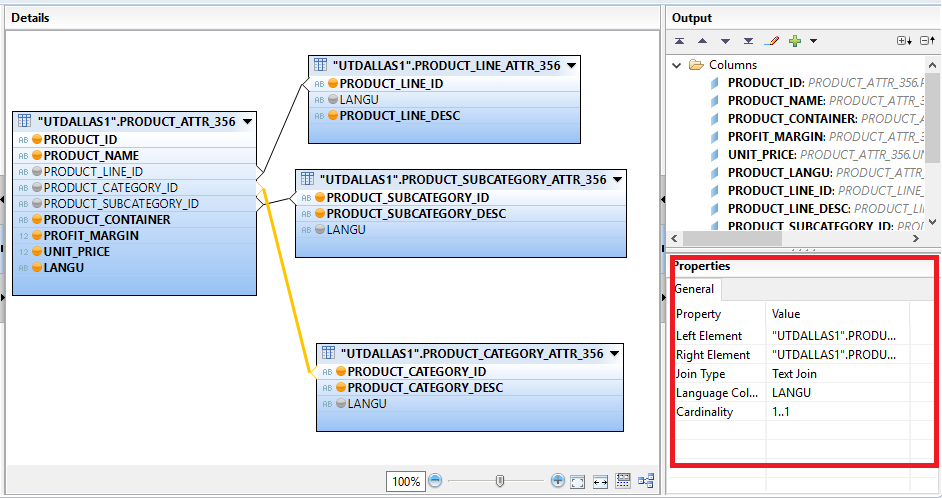 Details
"UTDALLAS1".PRODUCT_LINE_ATTR_356
AB PRODUCT_LINE_ID
AB LANGU
AB PRODUCT_LINE_DESC
"UTDALLAS1".PRODUCT_ATTR_356
AB PRODUCT_ID
AB PRODUCT_NAME
AB PRODUCT_LINE_ID
AB PRODUCT_CATEGORY_ID
AB PRODUCT_SUBCATEGORY_ID
AB PRODUCT_CONTAINER
12 PROFIT_MARGIN
12 UNIT_PRICE
AB LANGU
"UTDALLAS1".PRODUCT_SUBCATEGORY_ATTR_356
AB PRODUCT_SUBCATEGORY_ID
AB PRODUCT_SUBCATEGORY_DESC
AB LANGU
"UTDALLAS1".PRODUCT_CATEGORY_ATTR_356
AB PRODUCT_CATEGORY_ID
AB PRODUCT_CATEGORY_DESC
AB LANGU
100%
Output
Columns
PRODUCT_ID: PRODUCT_ATTR_356.
PRODUCT_NAME: PRODUCT_ATTR_3
PRODUCT_CONTAINER: PRODUCT_
PROFIT_MARGIN: PRODUCT_ATTR_
UNIT_PRICE: PRODUCT_ATTR_356.UN
PRODUCT_LANGU: PRODUCT_ATTR_
PRODUCT_LINE_ID: PRODUCT_LINE_
PRODUCT_LINE_DESC: PRODUCT_LI
PRODUCT_SUBCATEGORY_ID: PROD
Properties
General
Property Value
Left Element "UTDALLAS1".PRODU...
Right Element "UTDALLAS1".PRODU...
Join Type Text Join
Language Col... LANGU
Cardinality 1..1